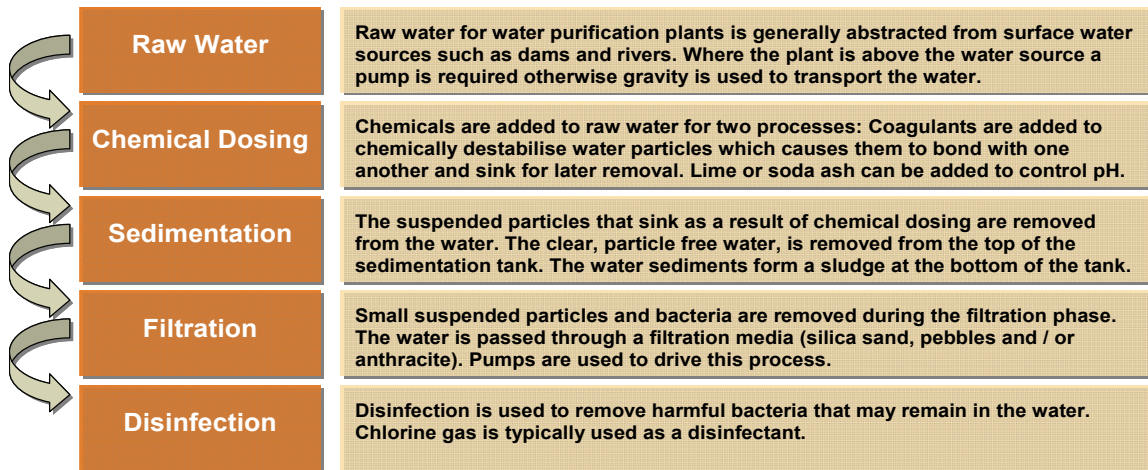 Raw Water
Raw water for water purification plants is generally abstracted from surface water
sources such as dams and rivers. Where the plant is above the water source a
pump is required otherwise gravity is used to transport the water.
Chemical Dosing
Chemicals are added to raw water for two processes: Coagulants are added to
chemically destabilise water particles which causes them to bond with one
another and sink for later removal. Lime or soda ash can be added to control pH.
Sedimentation
The suspended particles that sink as a result of chemical dosing are removed
from the water. The clear, particle free water, is removed from the top of the
sedimentation tank. The water sediments form a sludge at the bottom of the tank.
Filtration
Small suspended particles and bacteria are removed during the filtration phase.
The water is passed through a filtration media (silica sand, pebbles and / or
anthracite). Pumps are used to drive this process.
Disinfection
Disinfection is used to remove harmful bacteria that may remain in the water.
Chlorine gas is typically used as a disinfectant.